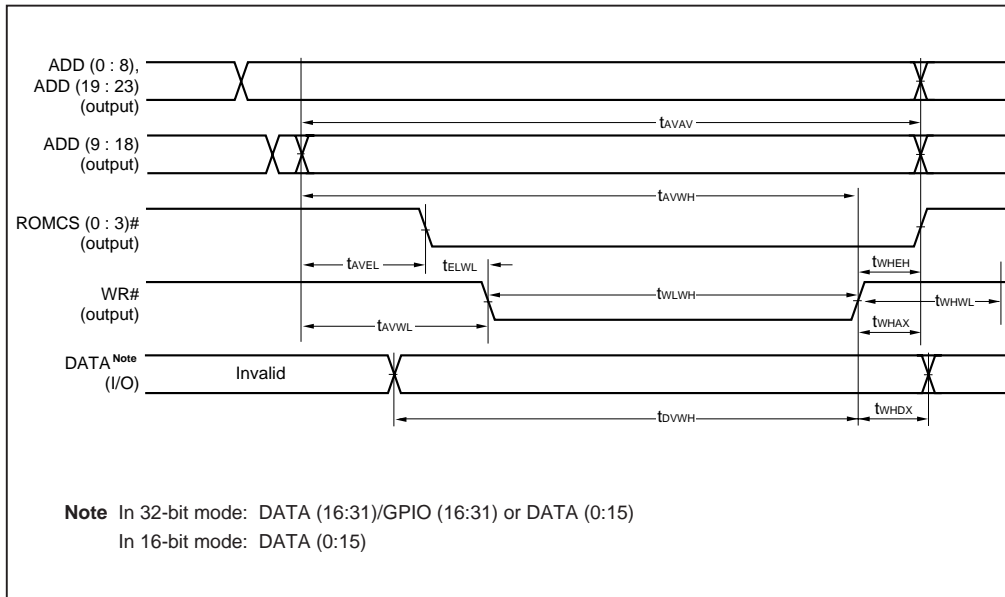 ADD (0 : 8),
ADD (19 : 23)
(output)
tAVAV
ADD (9 : 18)
(output)
tAVWH
ROMCS (0 : 3)#
(output)
tAVEL
tELWL
tWHEH
WR#
(output)
tWLWH
tWHWL
tAVWL
tWHAX
DATA Note
(I/O)
Invalid
tDVWH
tWHDX
Note In 32-bit mode: DATA (16:31)/GPIO (16:31) or DATA (0:15)
In 16-bit mode: DATA (0:15)